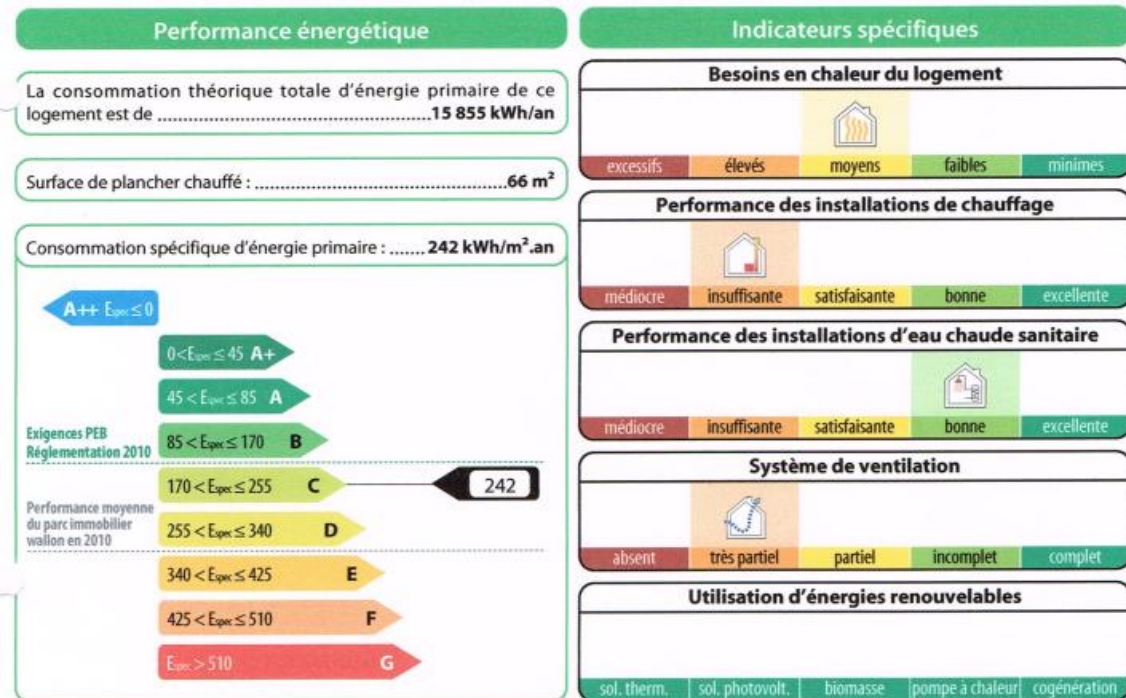 Performance énergétique
La consommation théorique totale d'énergie primaire de ce
logement est de ....................................................15 855 kWh/an
Surface de plancher chauffé : ................................................66 m²
Consommation spécifique d'énergie primaire : ....... 242 kWh/m².an
A++ Espec ≤ 0
0 < Espec ≤ 45 A+
45 < Espec ≤ 85 A
Exigences PEB
Réglementation 2010
85 < Espec ≤ 170 B
170 < Espec ≤ 255 C
242
Performance moyenne
du parc immobilier
wallon en 2010
255 < Espec ≤ 340 D
340 < Espec ≤ 425 E
425 < Espec ≤ 510 F
Espec > 510 G
Indicateurs spécifiques
Besoins en chaleur du logement
excessifs élevés moyens faibles minimes
Performance des installations de chauffage
médiocre insuffisante satisfaisante bonne excellente
Performance des installations d'eau chaude sanitaire
médiocre insuffisante satisfaisante bonne excellente
Système de ventilation
absent très partiel partiel incomplet complet
Utilisation d'énergies renouvelables
sol. therm. sol. photovolt. biomasse pompe à chaleur cogénération